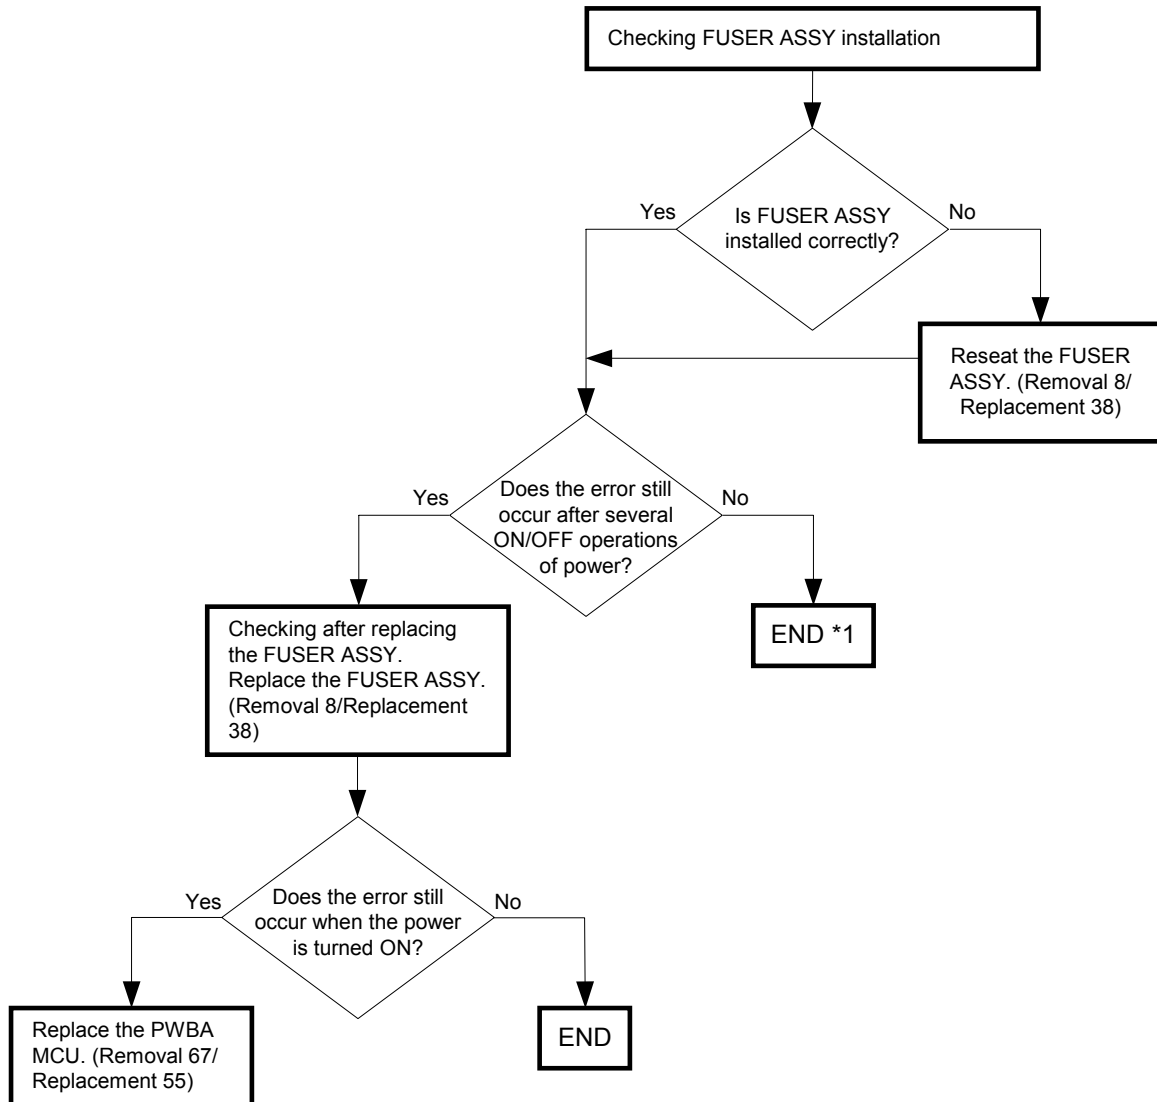 Checking FUSER ASSY installation
Yes
Is FUSER ASSY
installed correctly?
No
Reseat the FUSER
ASSY. (Removal 8/
Replacement 38)
Yes
Does the error still
occur after several
ON/OFF operations
of power?
No
Checking after replacing
the FUSER ASSY.
Replace the FUSER ASSY.
(Removal 8/Replacement
38)
END *1
Yes
Does the error still
occur when the power
is turned ON?
No
Replace the PWBA
MCU. (Removal 67/
Replacement 55)
END